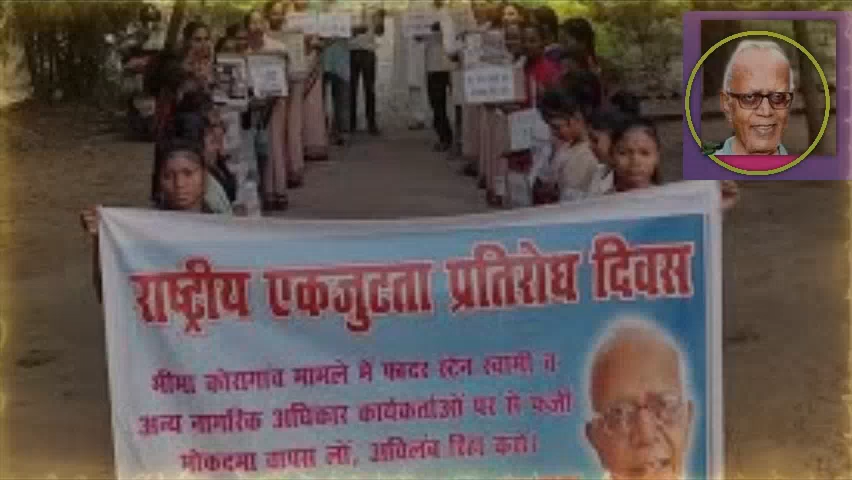 राष्ट्रीय एकजुटता प्रतिरोध दिवस
भीमा कोरागांव मामले में फादर स्टेन स्वामी व
अन्य नागरिक अधिकार कार्यकर्ताओं पर से फर्जी
मोकदमा वापस लो, अविलंब रिहा करो।